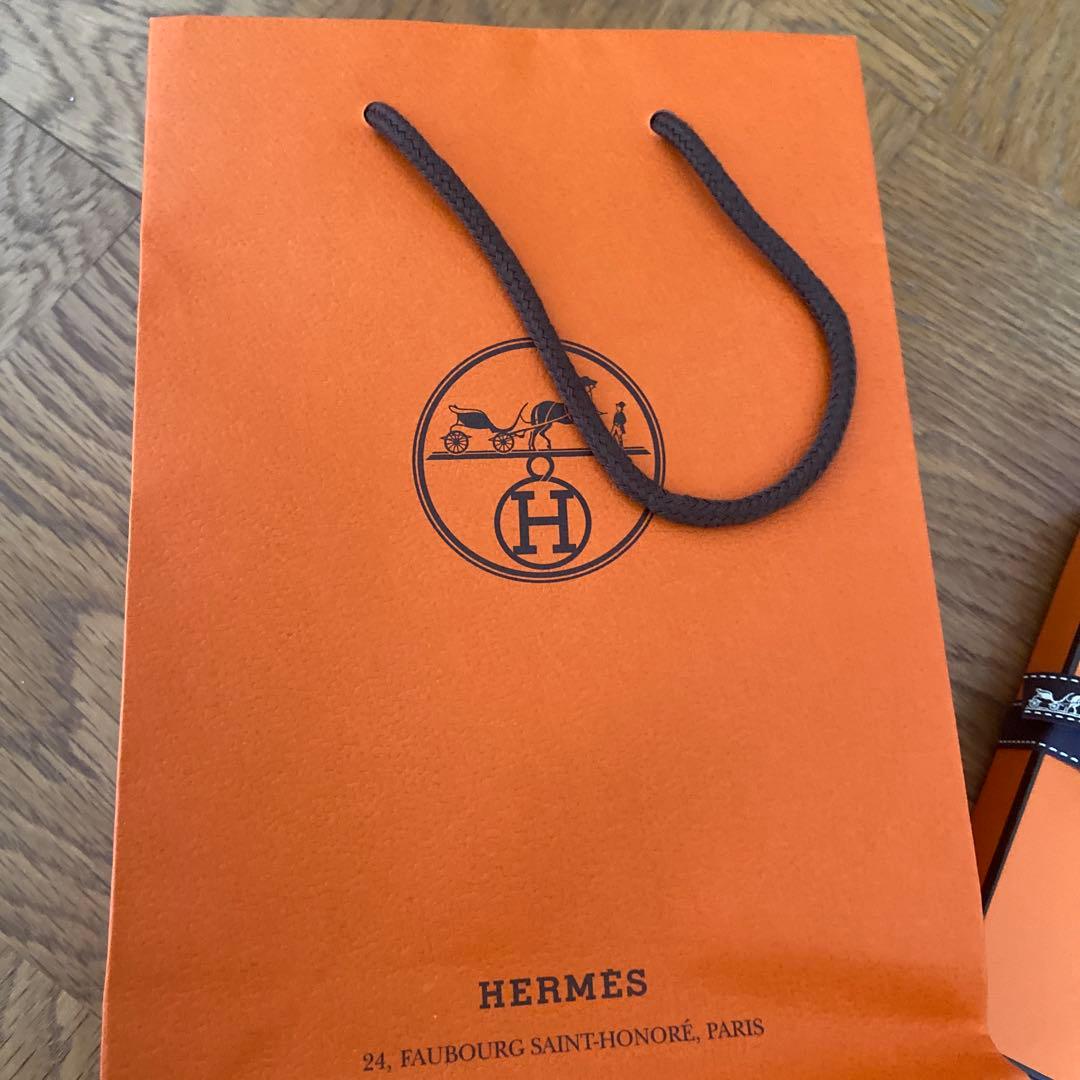 H
HERMÈS
24, FAUBOURG SAINT-HONORÉ, PARIS